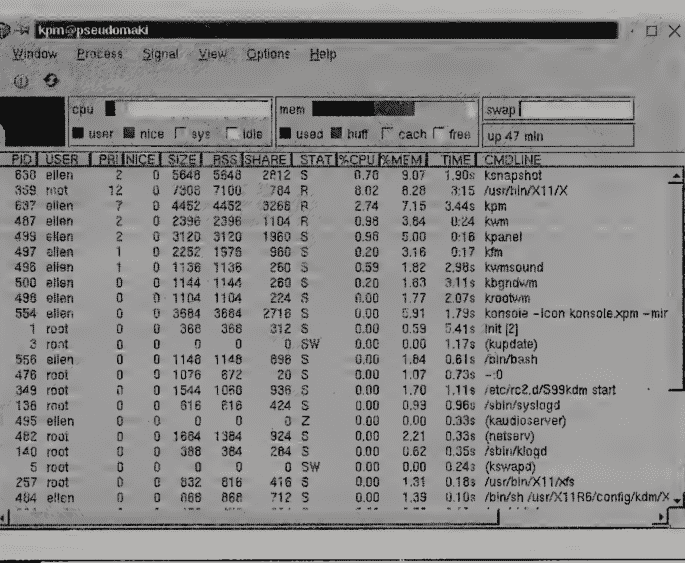 kpm@pseudomaki
Window Process Signal View Options Help
cpu mem swap
user nice sys idle used buff cach free up 47 min
PID USER PRI NICE SIZE RSS SHARE STAT %CPU %MEM TIME CMDLINE
638 ellen 2 0 5648 5648 2812 S 0.78 9.07 1.90s ksnapshot
369 root 12 0 7308 7100 784 R 8.02 8.28 3:15 /usr/bin/X11/X
637 ellen 7 0 4452 4452 3268 R 2.74 7.15 3.44s kpm
487 ellen 2 0 2396 2396 1104 R 0.98 3.84 0:24 kwm
499 ellen 2 0 3120 3120 1960 S 0.98 5.00 0:16 kpanel
497 ellen 1 0 2252 1976 960 S 0.20 3.16 0:17 kfm
496 ellen 1 0 1136 1136 260 S 0.59 1.82 2.98s kwmsound
500 ellen 0 0 1144 1144 260 S 0.20 1.83 3.11s kbgndwm
498 ellen 0 0 1104 1104 224 S 0.00 1.77 2.07s krootwm
554 ellen 0 0 3684 3684 2716 S 0.00 5.91 1.79s konsole -icon konsole.xpm -mir
1 root 0 0 368 368 312 S 0.00 0.59 5.41s init [2]
3 root 0 0 0 0 0 SW 0.00 0.00 1.17s (kupdate)
556 ellen 0 0 1148 1148 896 S 0.00 1.84 0.61s /bin/bash
476 root 0 0 1076 672 20 S 0.00 1.07 0.73s -:0
349 root 0 0 1544 1060 936 S 0.00 1.70 1.11s /etc/rc2.d/S99kdm start
136 root 0 0 616 616 424 S 0.00 0.99 0.96s /sbin/syslogd
495 ellen 0 0 0 0 0 Z 0.00 0.00 0.33s (kaudioserver)
482 root 0 0 1664 1384 924 S 0.00 2.21 0.33s (netserv)
140 root 0 0 388 384 284 S 0.00 0.62 0.35s /sbin/klogd
5 root 0 0 0 0 0 SW 0.00 0.00 0.24s (kswapd)
257 root 0 0 832 816 416 S 0.00 1.31 0.18s /usr/bin/X11/xfs
484 ellen 0 0 868 868 712 S 0.00 1.39 0.10s /bin/sh /usr/X11R6/config/kdm/X